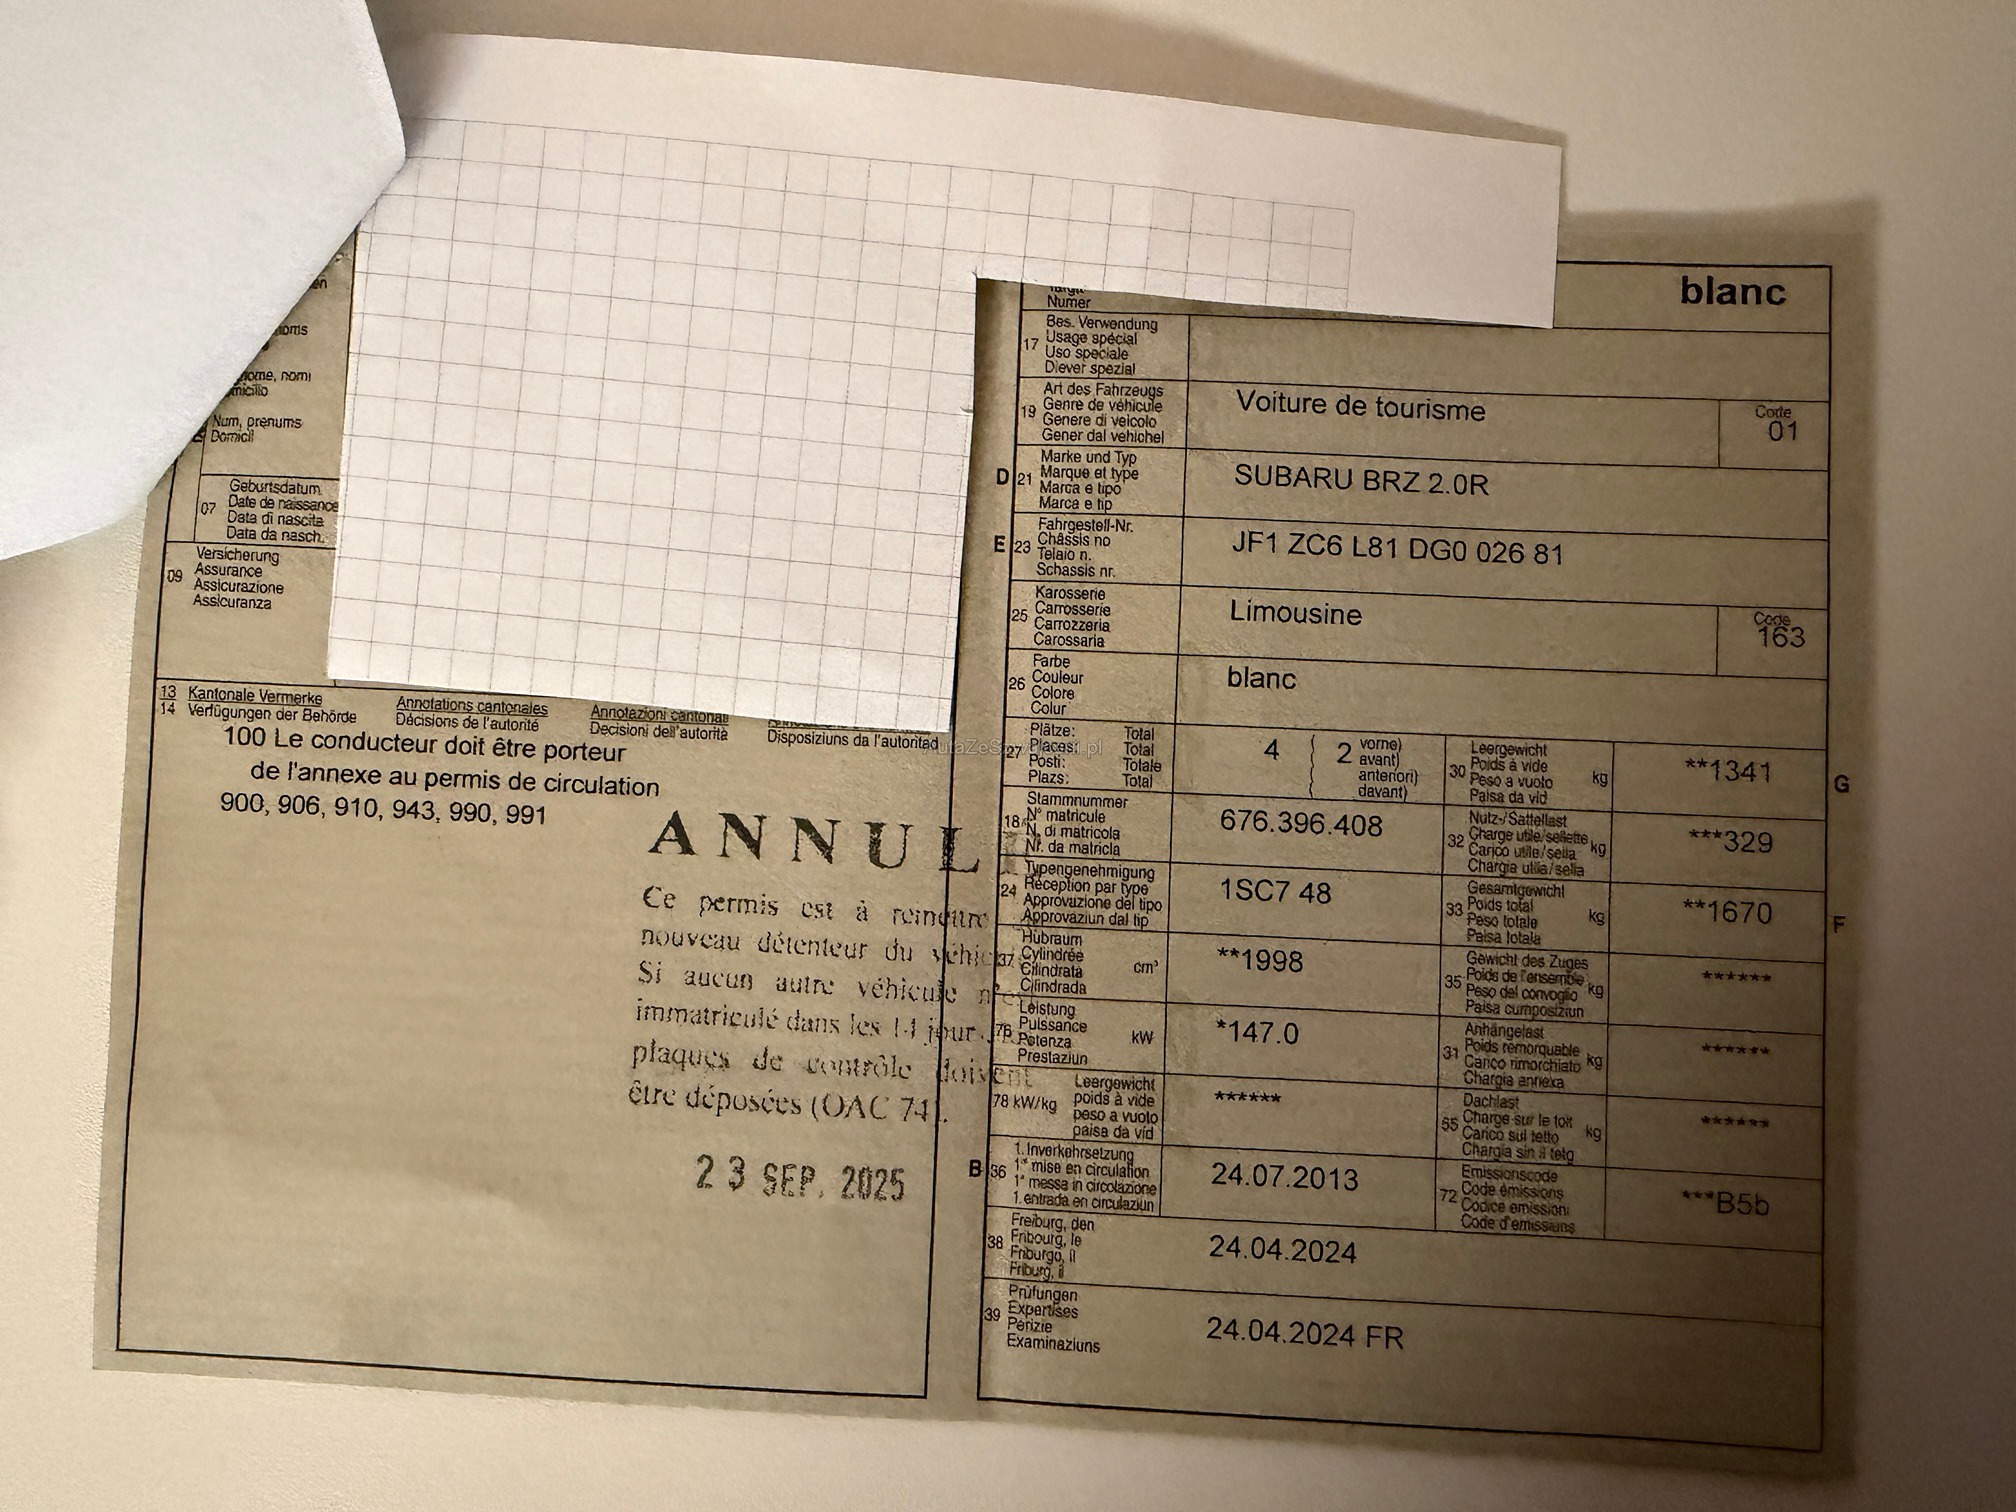 oms
nome, nomi
micilio
Num, prenums
Domicil
Geburtsdatum
07 Date de naissance
Data di nascita
Data da nasch.
Versicherung
09 Assurance
Assicurazione
Assicuranza
13 Kantonale Vermerke Annotations cantonales Annotazioni cantonali
14 Verfügungen der Behörde Décisions de l'autorité Decisioni dell'autorità Disposiziuns da l'autoritad
100 Le conducteur doit être porteur
de l'annexe au permis de circulation
900, 906, 910, 943, 990, 991
ANNUL
Ce permis est à remettre
nouveau détenteur du véhic
Si aucun autre véhicule n'est
immatriculé dans les 14 jour
plaques de contrôle doivent
être déposées (OAC 74).
23 SEP. 2025
Targa
Numer
blanc
Bes. Verwendung
17 Usage spécial
Uso speciale
Diever spezial
Art des Fahrzeugs
19 Genre de véhicule
Genere di veicolo
Gener dal vehichel
Voiture de tourisme
Code
01
Marke und Typ
D 21 Marque et type
Marca e tipo
Marca e tip
SUBARU BRZ 2.0R
Fahrgestell-Nr.
E 23 Châssis no
Telaio n.
Schassis nr.
JF1 ZC6 L81 DG0 026 81
Karosserie
25 Carrosserie
Carrozzeria
Carossaria
Limousine
Code
163
Farbe
26 Couleur
Colore
Colur
blanc
Plätze: Total
27 Places: Total
Posti: Totale
Plazs: Total
4 ( 2 vorne)
avant)
anteriori)
davant)
Leergewicht
30 Poids à vide kg
Peso a vuoto
Paisa da vid
**1341
G
Stammnummer
18 N° matricule
N. di matricola
Nr. da matricla
676.396.408
Nutz-/Sattellast
32 Charge utile/sellette kg
Carico utile/sella
Chargia utila/sella
***329
Typengenehmigung
24 Réception par type
Approvazione del tipo
Approvaziun dal tip
1SC7 48
Gesamtgewicht
33 Poids total kg
Peso totale
Paisa totala
**1670
F
Hubraum
37 Cylindrée cm³
Cilindrata
Cilindrada
**1998
Gewicht des Zuges
35 Poids de l'ensemble kg
Peso del convoglio
Paisa cumposiziun
******
Leistung
76 Puissance kW
Potenza
Prestaziun
*147.0
Anhängelast
31 Poids remorquable kg
Carico rimorchiato
Chargia annexa
******
Leergewicht
78 kW/kg poids à vide
peso a vuoto
paisa da vid
******
Dachlast
55 Charge sur le toit kg
Carico sul tetto
Chargia sin il tetg
******
1. Inverkehrsetzung
B 36 1re mise en circulation
1a messa in circolazione
1. entrada en circulaziun
24.07.2013
Emissionscode
72 Code émissions
Codice emissioni
Code d'emissiuns
***B5b
Freiburg, den
38 Fribourg, le
Friburgo, il
Friburg, il
24.04.2024
Prüfungen
39 Expertises
Perizie
Examinaziuns
24.04.2024 FR